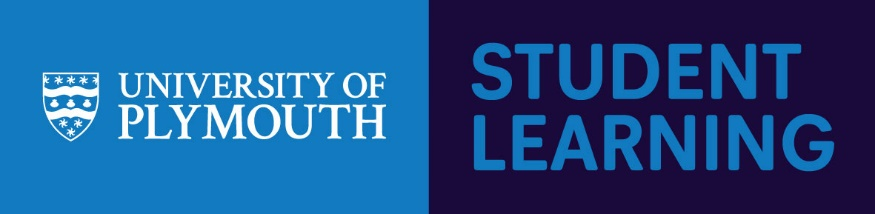 UNIVERSITY OF
PLYMOUTH
STUDENT
LEARNING